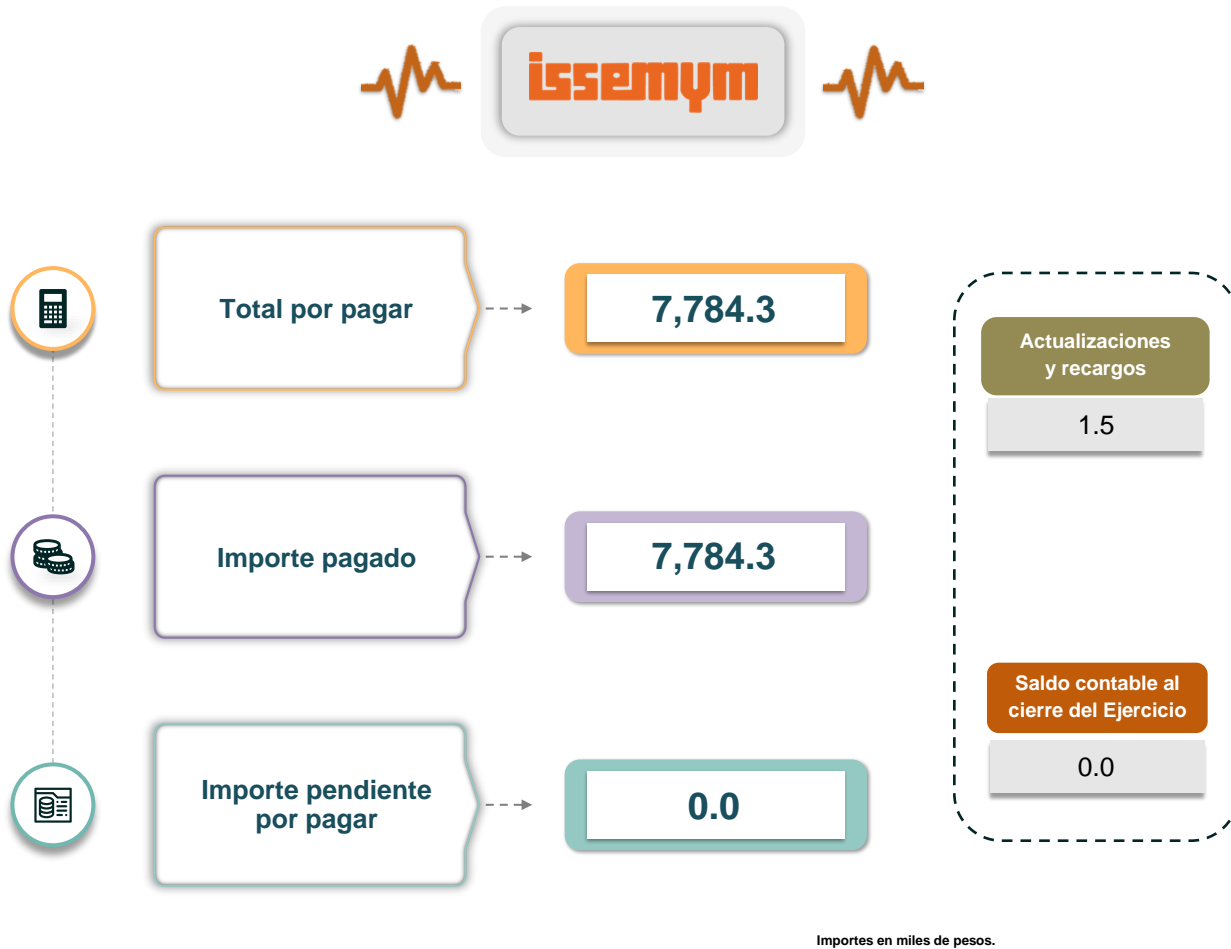 issemym
Total por pagar
7,784.3
Importe pagado
7,784.3
Importe pendiente
por pagar
0.0
Actualizaciones
y recargos
1.5
Saldo contable al
cierre del Ejercicio
0.0
Importes en miles de pesos.